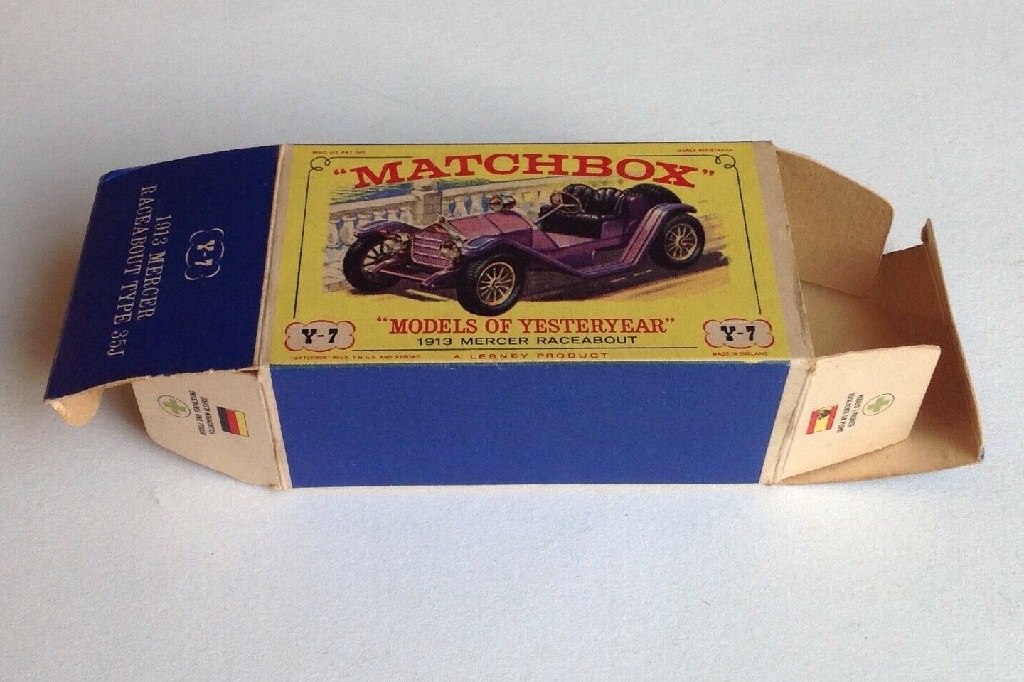 "MATCHBOX"
"MODELS OF YESTERYEAR"
1913 MERCER RACEABOUT
Y-7
Y-7
A LESNEY PRODUCT
MADE IN ENGLAND
Y-7
1913 MERCER
RACEABOUT TYPE 35J